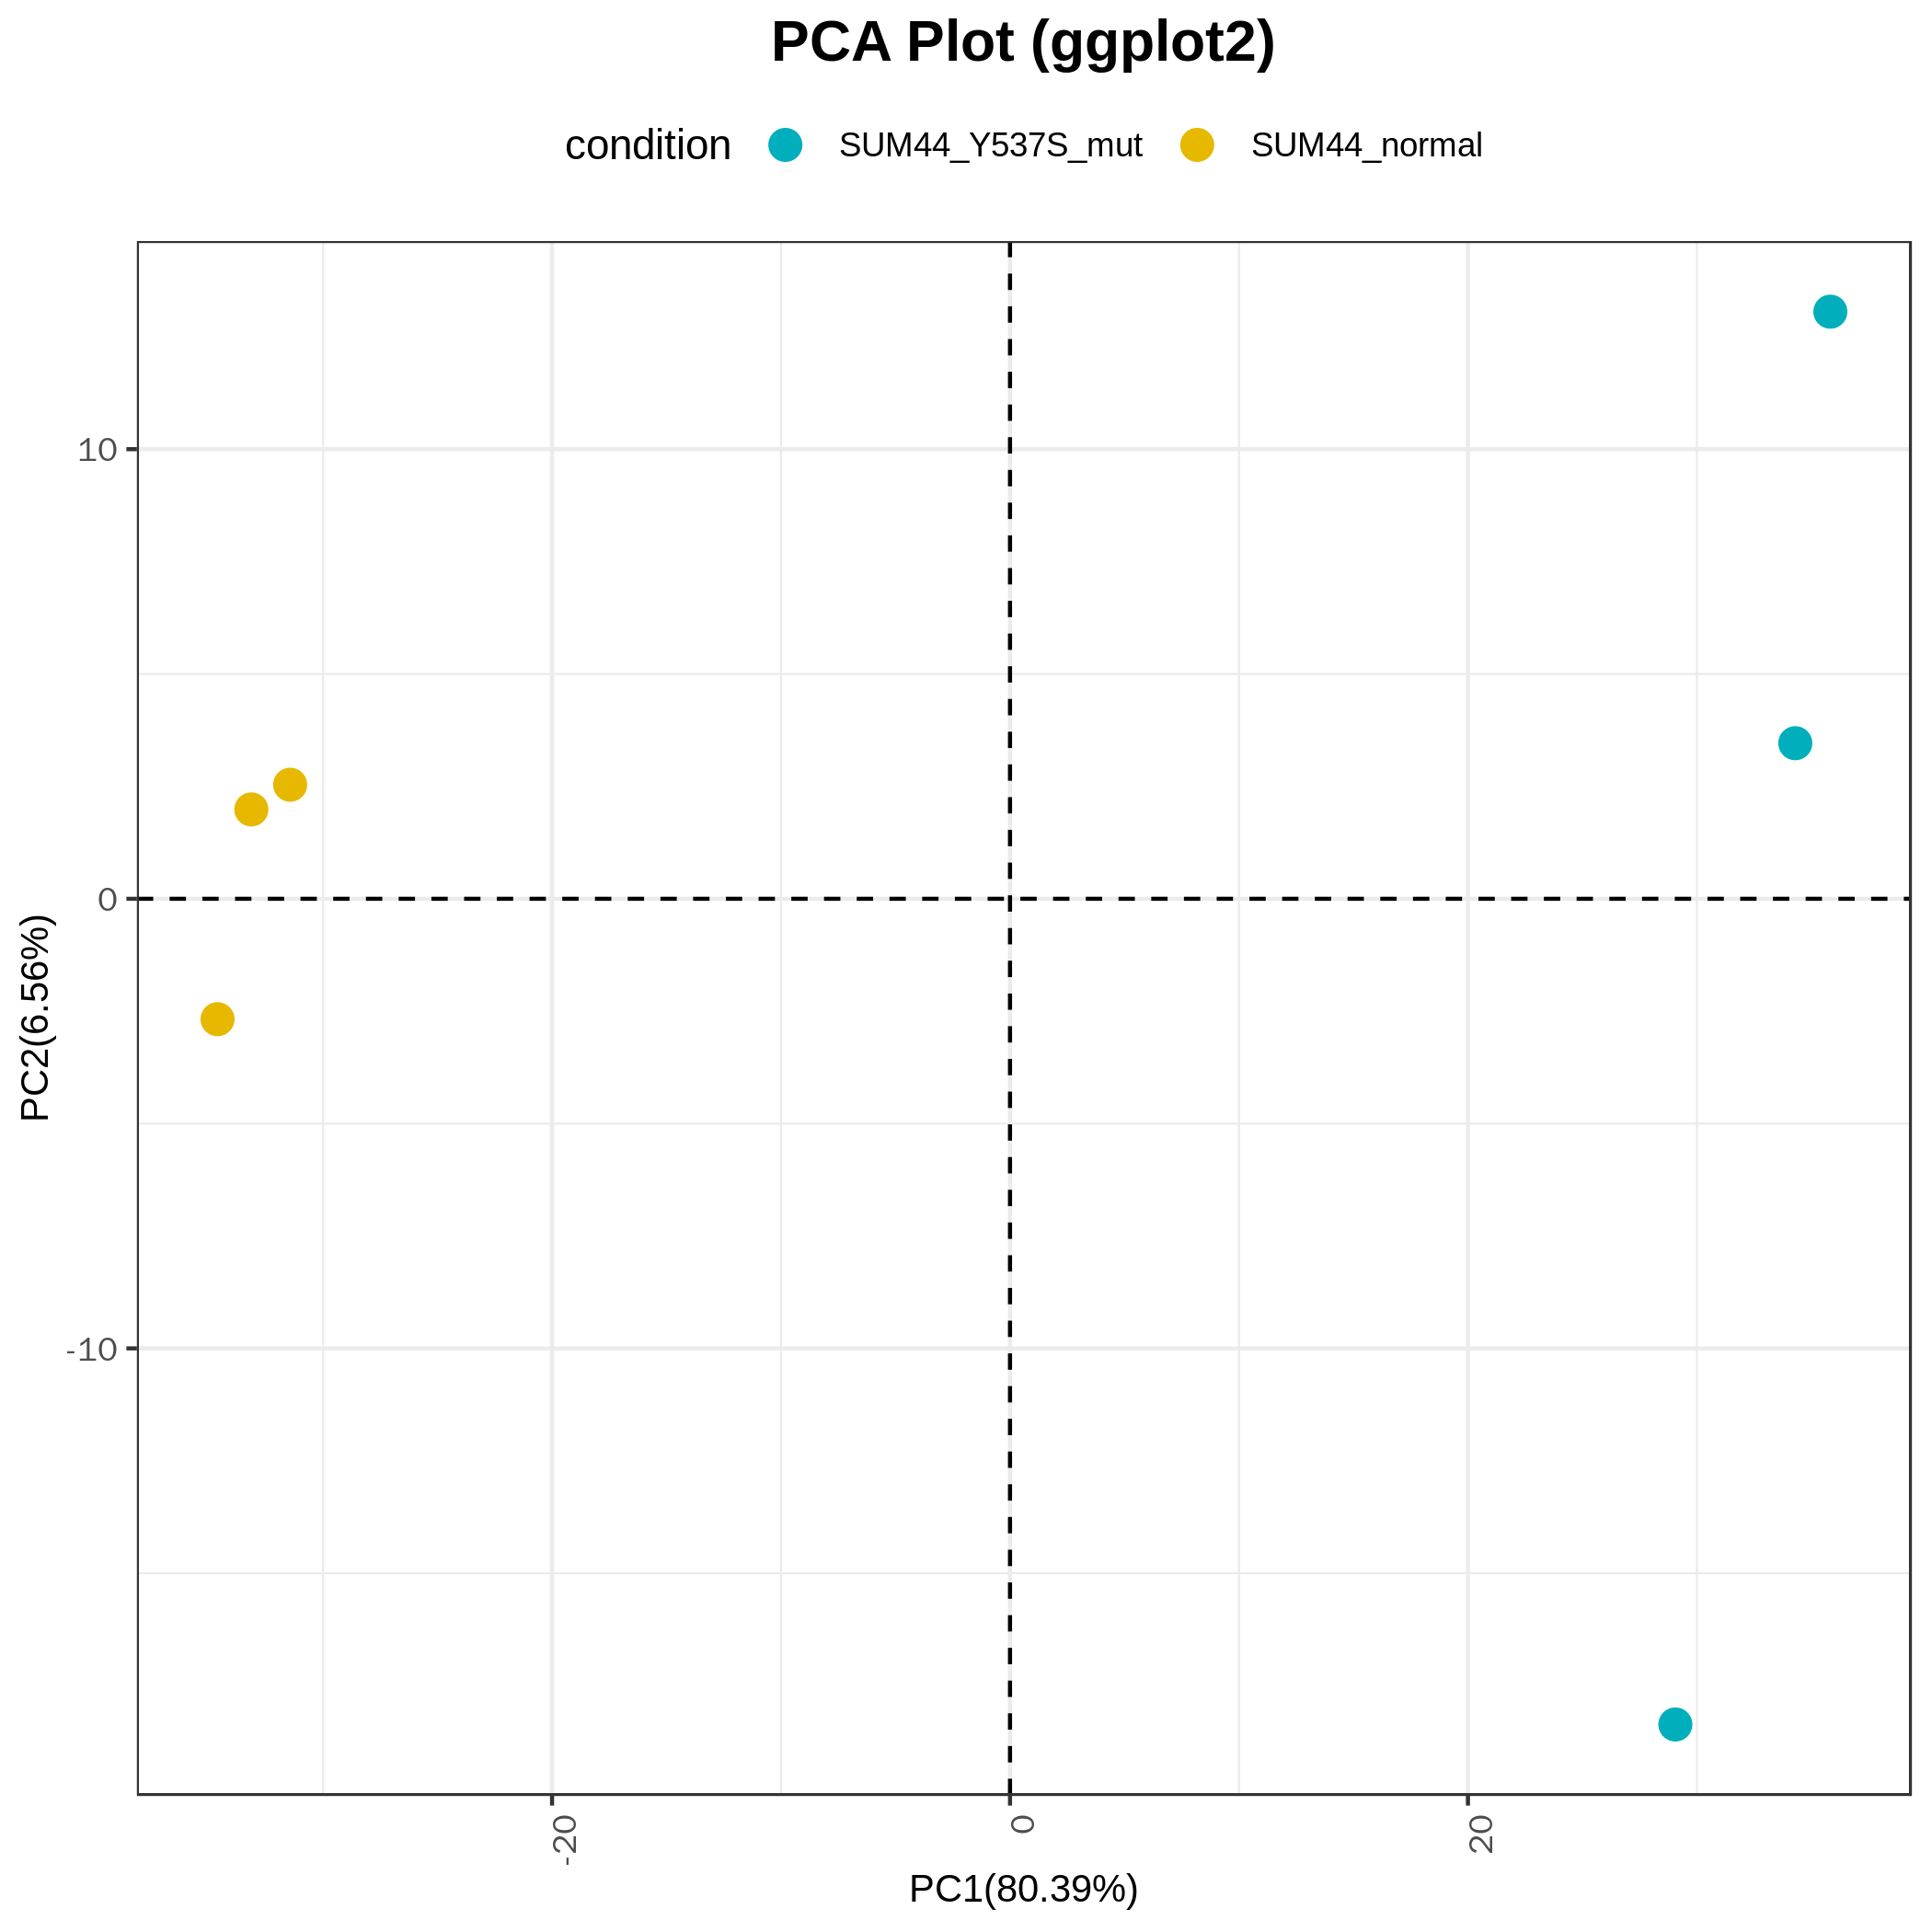 PCA Plot (ggplot2)
condition SUM44_Y537S_mut SUM44_normal
10
0
-10
PC2(6.56%)
-20 0 20
PC1(80.39%)